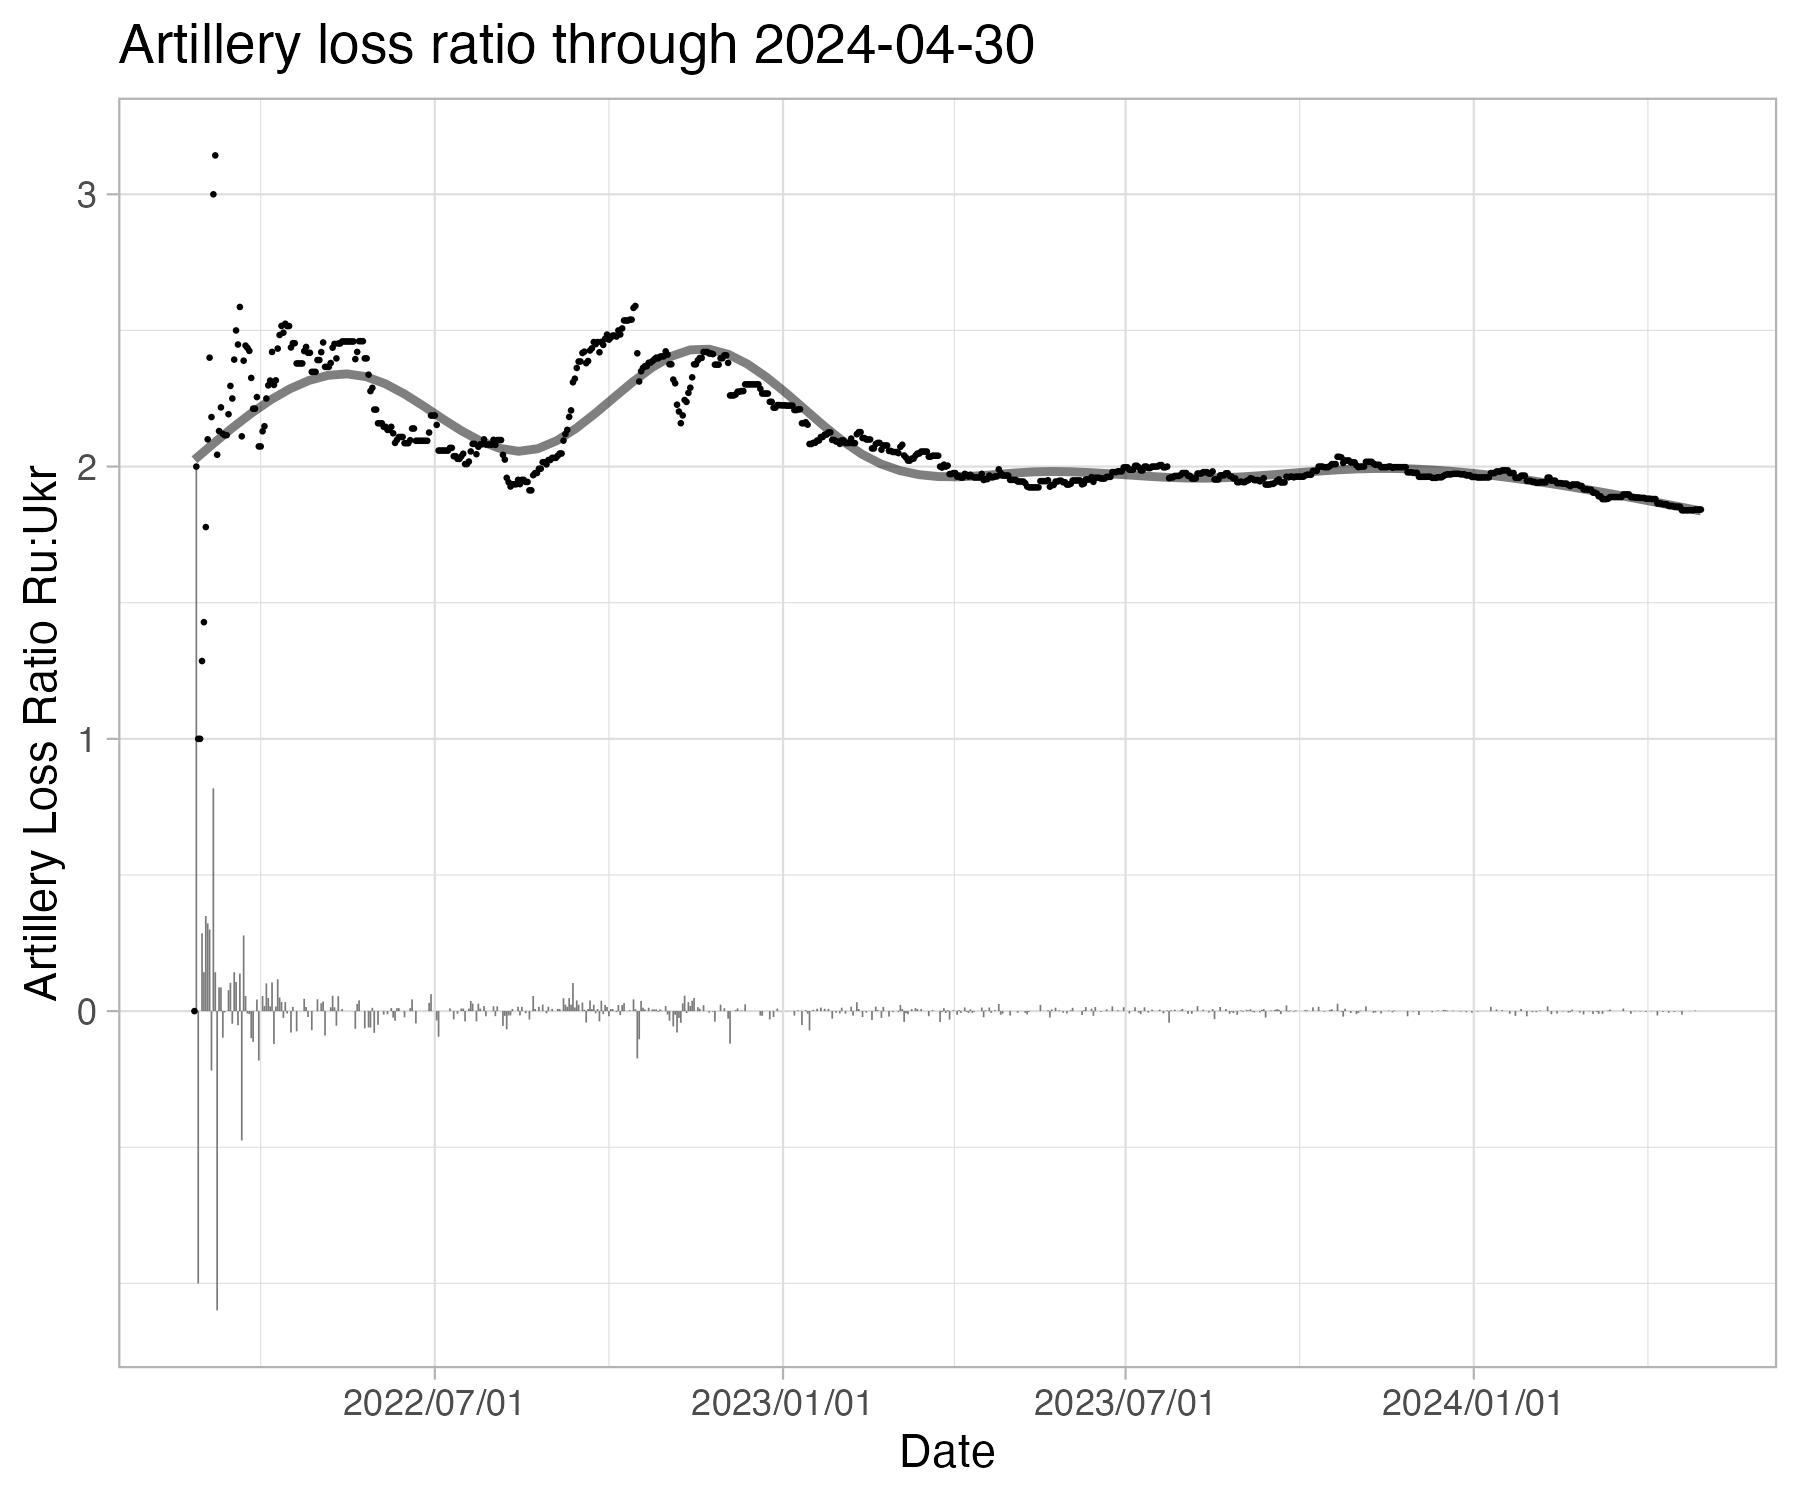 Artillery loss ratio through 2024-04-30
Artillery Loss Ratio Ru:Ukr
3
2
1
0
2022/07/01
2023/01/01
2023/07/01
2024/01/01
Date